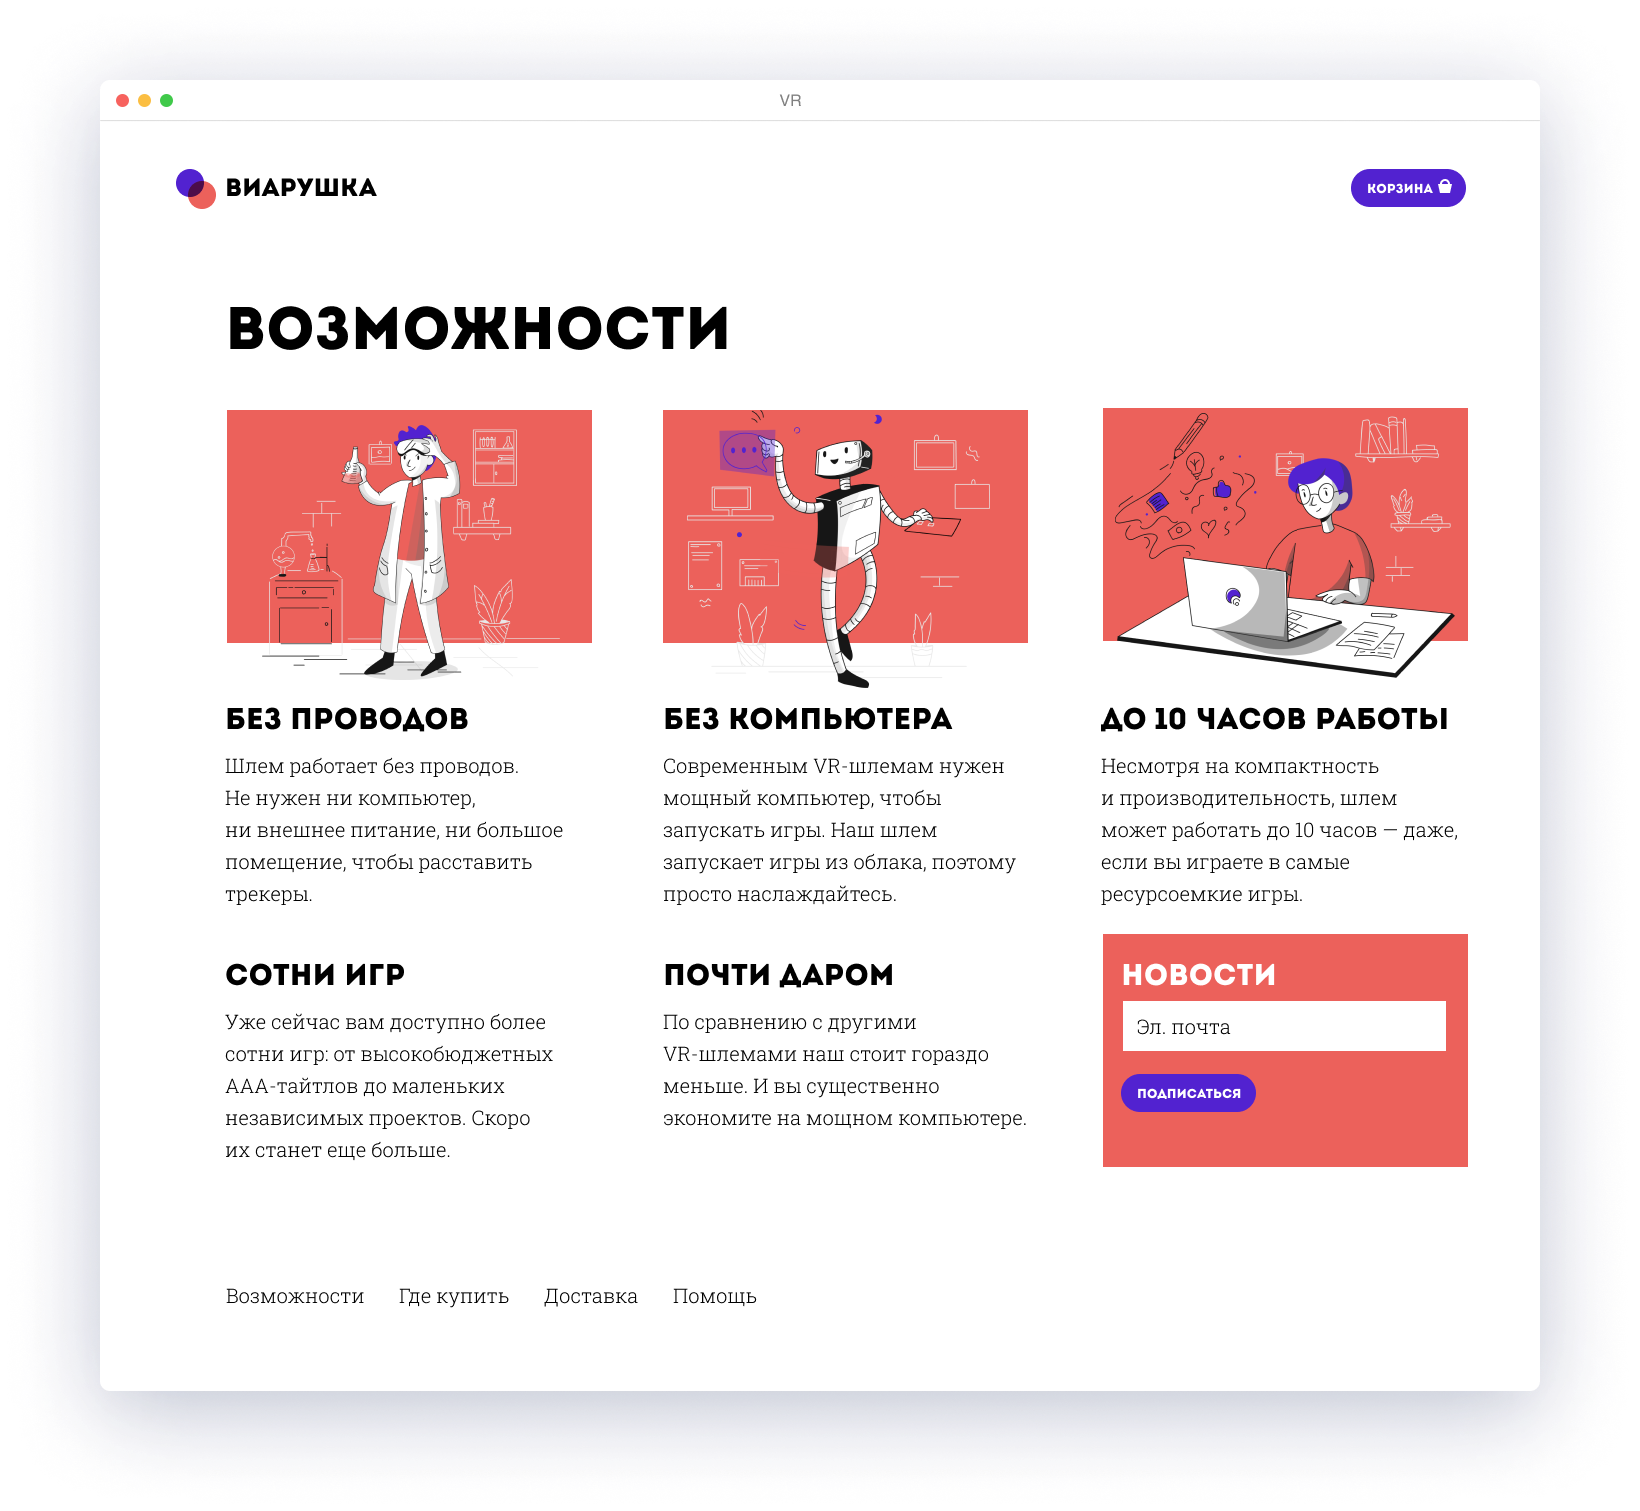 VR
ВИАРУШКА
КОРЗИНА
ВОЗМОЖНОСТИ
БЕЗ ПРОВОДОВ
Шлем работает без проводов.
Не нужен ни компьютер,
ни внешнее питание, ни большое
помещение, чтобы расставить
трекеры.
БЕЗ КОМПЬЮТЕРА
Современным VR-шлемам нужен
мощный компьютер, чтобы
запускать игры. Наш шлем
запускает игры из облака, поэтому
просто наслаждайтесь.
ДО 10 ЧАСОВ РАБОТЫ
Несмотря на компактность
и производительность, шлем
может работать до 10 часов — даже,
если вы играете в самые
ресурсоемкие игры.
СОТНИ ИГР
Уже сейчас вам доступно более
сотни игр: от высокобюджетных
ААА-тайтлов до маленьких
независимых проектов. Скоро
их станет еще больше.
ПОЧТИ ДАРОМ
По сравнению с другими
VR-шлемами наш стоит гораздо
меньше. И вы существенно
экономите на мощном компьютере.
НОВОСТИ
Эл. почта
ПОДПИСАТЬСЯ
Возможности Где купить Доставка Помощь